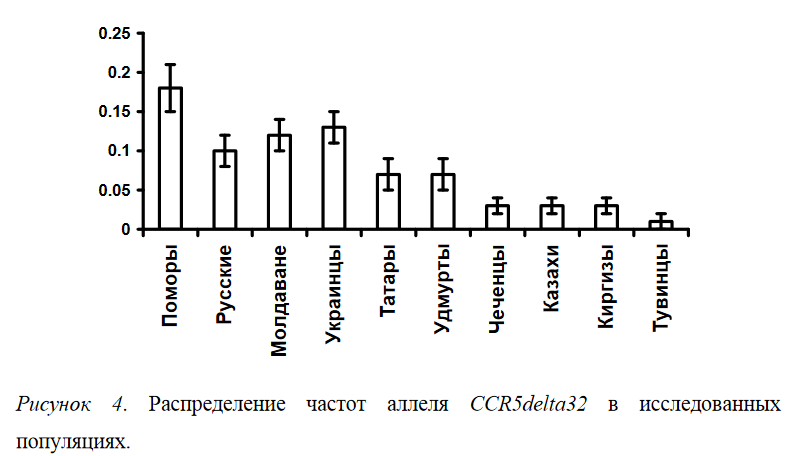 0.25
0.2
0.15
0.1
0.05
0
Поморы
Русские
Молдаване
Украинцы
Татары
Удмурты
Чеченцы
Казахи
Киргизы
Тувинцы
Рисунок 4. Распределение частот аллеля CCR5delta32 в исследованных
популяциях.